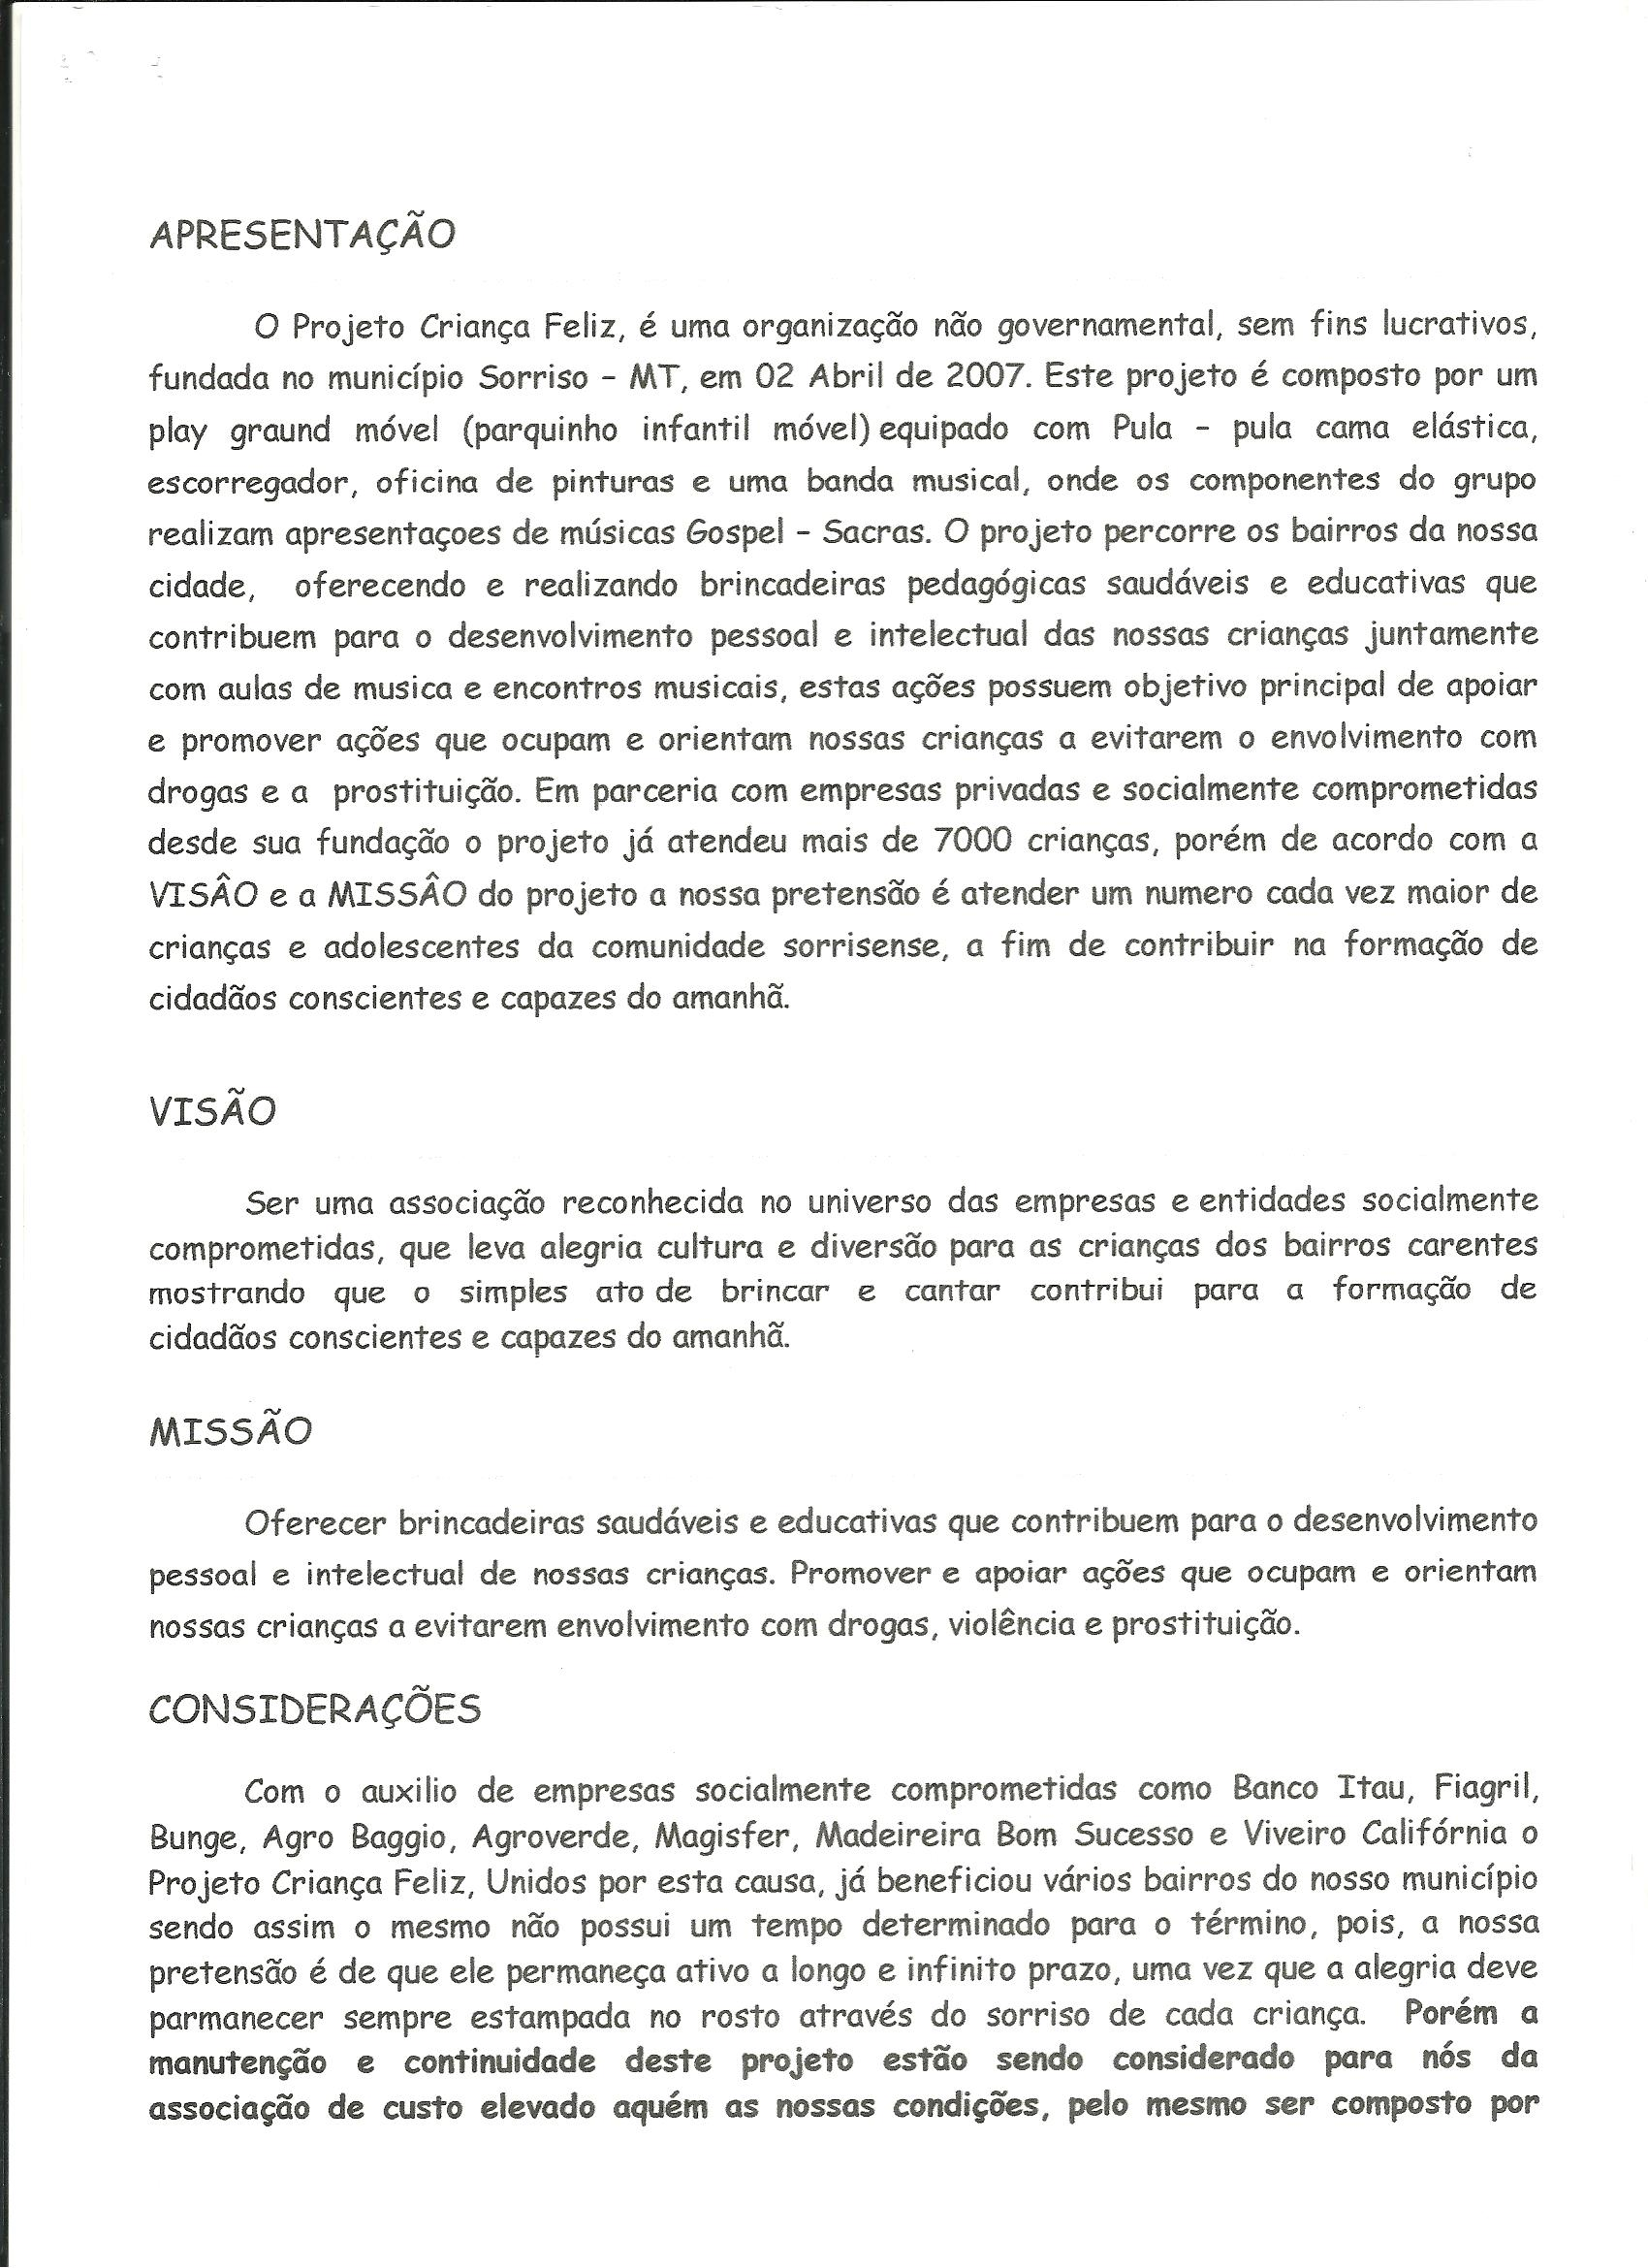 APRESENTAÇÃO
O Projeto Criança Feliz, é uma organização não governamental, sem fins lucrativos,
fundada no município Sorriso – MT, em 02 Abril de 2007. Este projeto é composto por um
play graund móvel (parquinho infantil móvel) equipado com Pula – pula cama elástica,
escorregador, oficina de pinturas e uma banda musical, onde os componentes do grupo
realizam apresentaçoes de músicas Gospel – Sacras. O projeto percorre os bairros da nossa
cidade, oferecendo e realizando brincadeiras pedagógicas saudáveis e educativas que
contribuem para o desenvolvimento pessoal e intelectual das nossas crianças juntamente
com aulas de musica e encontros musicais, estas ações possuem objetivo principal de apoiar
e promover ações que ocupam e orientam nossas crianças a evitarem o envolvimento com
drogas e a prostituição. Em parceria com empresas privadas e socialmente comprometidas
desde sua fundação o projeto já atendeu mais de 7000 crianças, porém de acordo com a
VISÂO e a MISSÂO do projeto a nossa pretensão é atender um numero cada vez maior de
crianças e adolescentes da comunidade sorrisense, a fim de contribuir na formação de
cidadãos conscientes e capazes do amanhã.
VISÃO
Ser uma associação reconhecida no universo das empresas e entidades socialmente
comprometidas, que leva alegria cultura e diversão para as crianças dos bairros carentes
mostrando que o simples ato de brincar e cantar contribui para a formação de
cidadãos conscientes e capazes do amanhã.
MISSÃO
Oferecer brincadeiras saudáveis e educativas que contribuem para o desenvolvimento
pessoal e intelectual de nossas crianças. Promover e apoiar ações que ocupam e orientam
nossas crianças a evitarem envolvimento com drogas, violência e prostituição.
CONSIDERAÇÕES
Com o auxilio de empresas socialmente comprometidas como Banco Itau, Fiagril,
Bunge, Agro Baggio, Agroverde, Magisfer, Madeireira Bom Sucesso e Viveiro Califórnia o
Projeto Criança Feliz, Unidos por esta causa, já beneficiou vários bairros do nosso município
sendo assim o mesmo não possui um tempo determinado para o término, pois, a nossa
pretensão é de que ele permaneça ativo a longo e infinito prazo, uma vez que a alegria deve
parmanecer sempre estampada no rosto através do sorriso de cada criança. Porém a
manutenção e continuidade deste projeto estão sendo considerado para nós da
associação de custo elevado aquém as nossas condições, pelo mesmo ser composto por